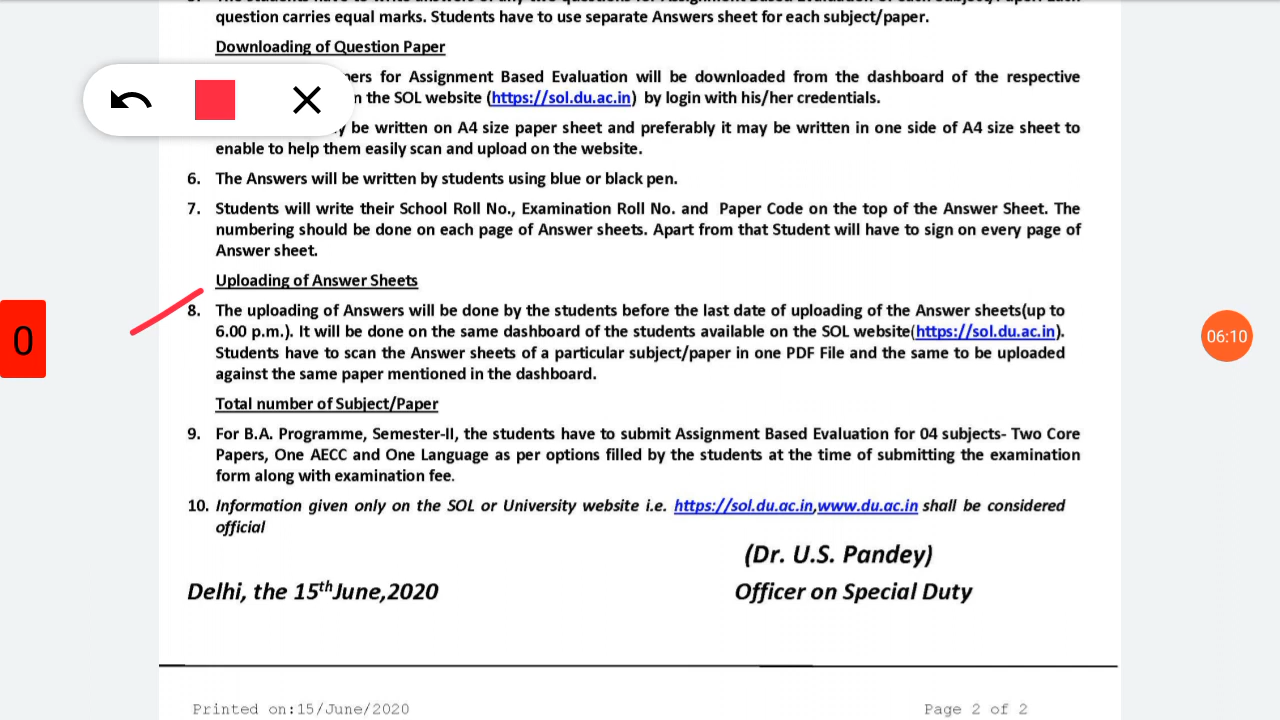 question carries equal marks. Students have to use separate Answers sheet for each subject/paper.
Downloading of Question Paper
for Assignment Based Evaluation will be downloaded from the dashboard of the respective
the SOL website (https://sol.du.ac.in) by login with his/her credentials.
be written on A4 size paper sheet and preferably it may be written in one side of A4 size sheet to
enable to help them easily scan and upload on the website.
6. The Answers will be written by students using blue or black pen.
7. Students will write their School Roll No., Examination Roll No. and Paper Code on the top of the Answer Sheet. The
numbering should be done on each page of Answer sheets. Apart from that Student will have to sign on every page of
Answer sheet.
Uploading of Answer Sheets
8. The uploading of Answers will be done by the students before the last date of uploading of the Answer sheets(up to
0
6.00 p.m.). It will be done on the same dashboard of the students available on the SOL website(https://sol.du.ac.in).
06:10
Students have to scan the Answer sheets of a particular subject/paper in one PDF File and the same to be uploaded
against the same paper mentioned in the dashboard.
Total number of Subject/Paper
9. For B.A. Programme, Semester-II, the students have to submit Assignment Based Evaluation for 04 subjects- Two Core
Papers, One AECC and One Language as per options filled by the students at the time of submitting the examination
form along with examination fee.
10. Information given only on the SOL or University website i.e. https://sol.du.ac.in,www.du.ac.in shall be considered
official
(Dr. U.S. Pandey)
Delhi, the 15th June,2020 Officer on Special Duty
Printed on:15/June/2020 Page 2 of 2